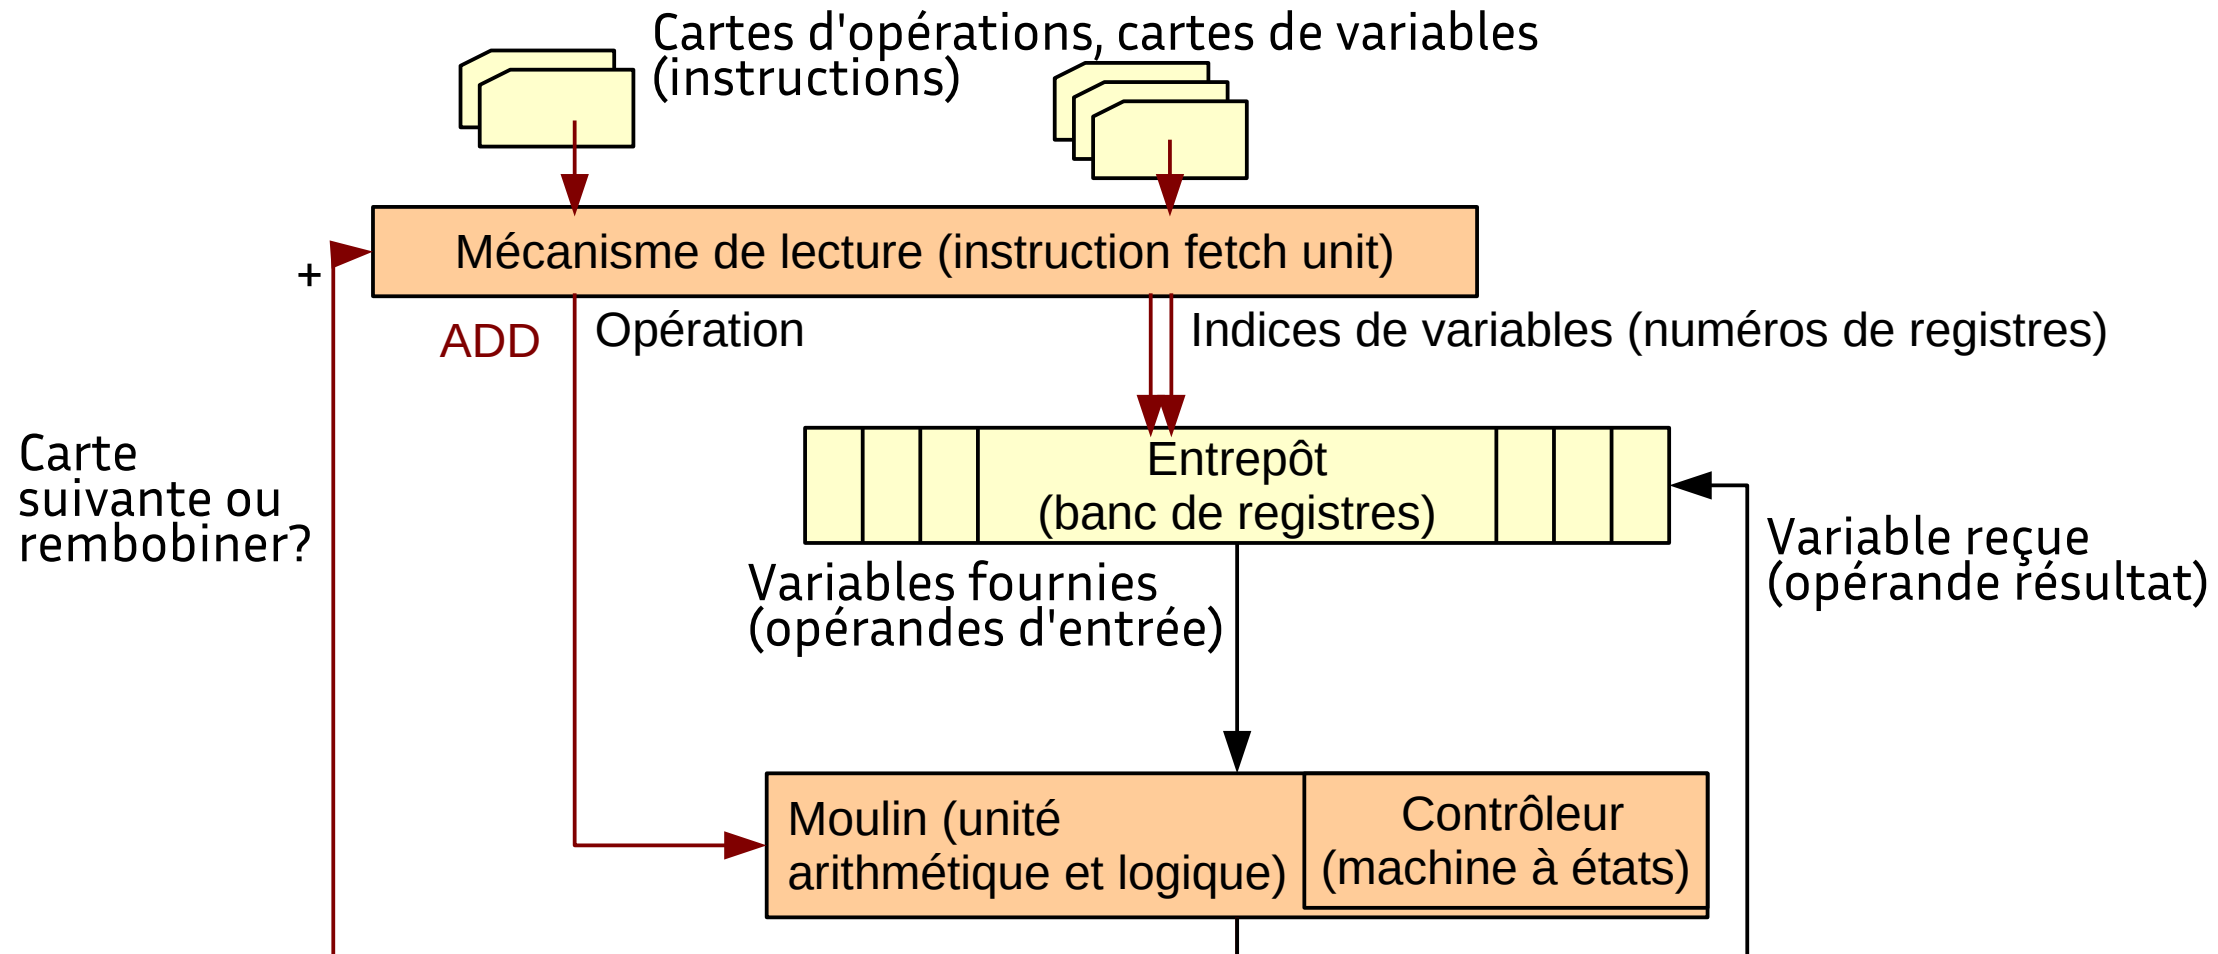 Cartes d'opérations, cartes de variables
(instructions)
Mécanisme de lecture (instruction fetch unit)
+
ADD
Opération
Indices de variables (numéros de registres)
Carte
suivante ou
rembobiner?
Entrepôt
(banc de registres)
Variable reçue
(opérande résultat)
Variables fournies
(opérandes d'entrée)
Moulin (unité
arithmétique et logique)
Contrôleur
(machine à états)